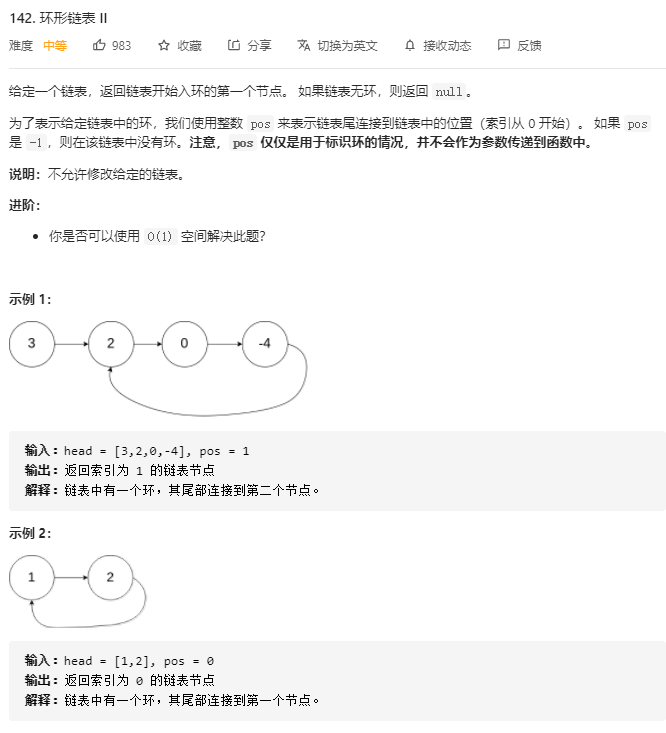 142. 环形链表 II
难度 中等 983 收藏 分享 切换为英文 接收动态 反馈
给定一个链表，返回链表开始入环的第一个节点。 如果链表无环，则返回 null。
为了表示给定链表中的环，我们使用整数 pos 来表示链表尾连接到链表中的位置（索引从 0 开始）。 如果 pos
是 -1，则在该链表中没有环。注意，pos 仅仅是用于标识环的情况，并不会作为参数传递到函数中。
说明：不允许修改给定的链表。
进阶：
• 你是否可以使用 O(1) 空间解决此题？
示例 1：
3 2 0 -4
输入：head = [3,2,0,-4], pos = 1
输出：返回索引为 1 的链表节点
解释：链表中有一个环，其尾部连接到第二个节点。
示例 2：
1 2
输入：head = [1,2], pos = 0
输出：返回索引为 0 的链表节点
解释：链表中有一个环，其尾部连接到第一个节点。